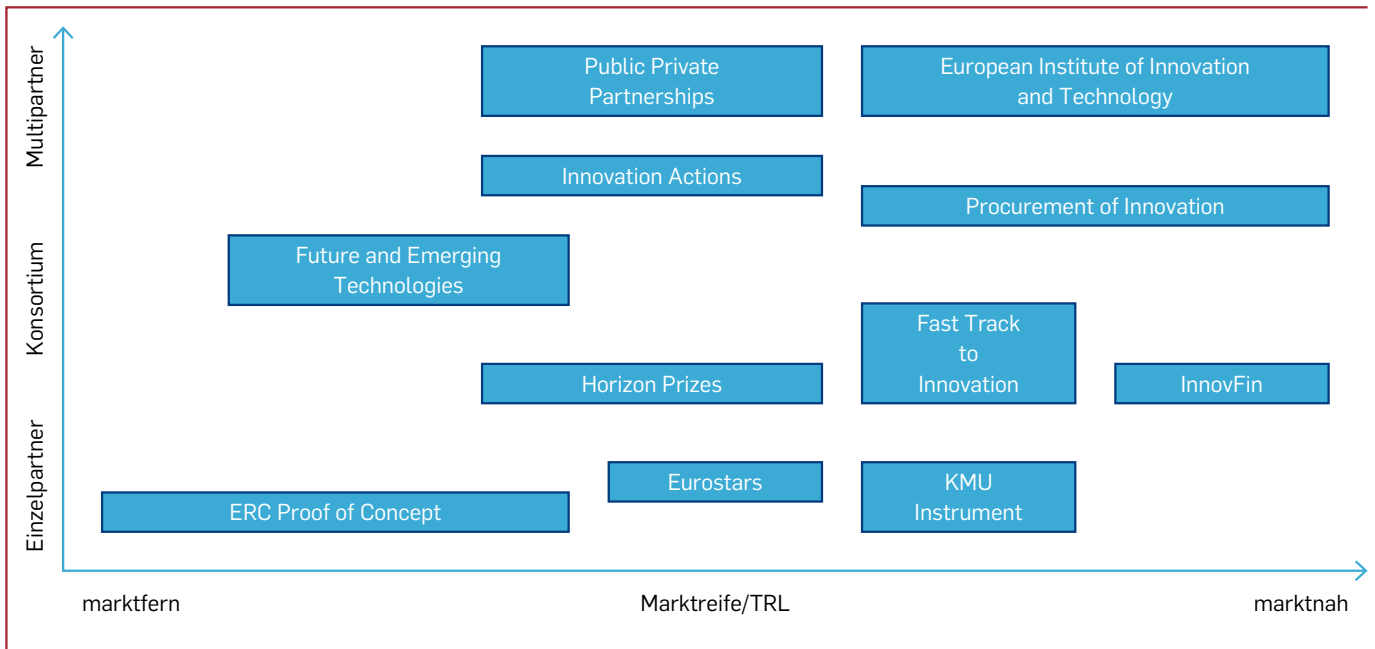 Multipartner
Konsortium
Einzelpartner
Public Private
Partnerships
European Institute of Innovation
and Technology
Innovation Actions
Procurement of Innovation
Future and Emerging
Technologies
Fast Track
to
Innovation
Horizon Prizes
InnovFin
Eurostars
KMU
Instrument
ERC Proof of Concept
marktfern
Marktreife/TRL
marktnah